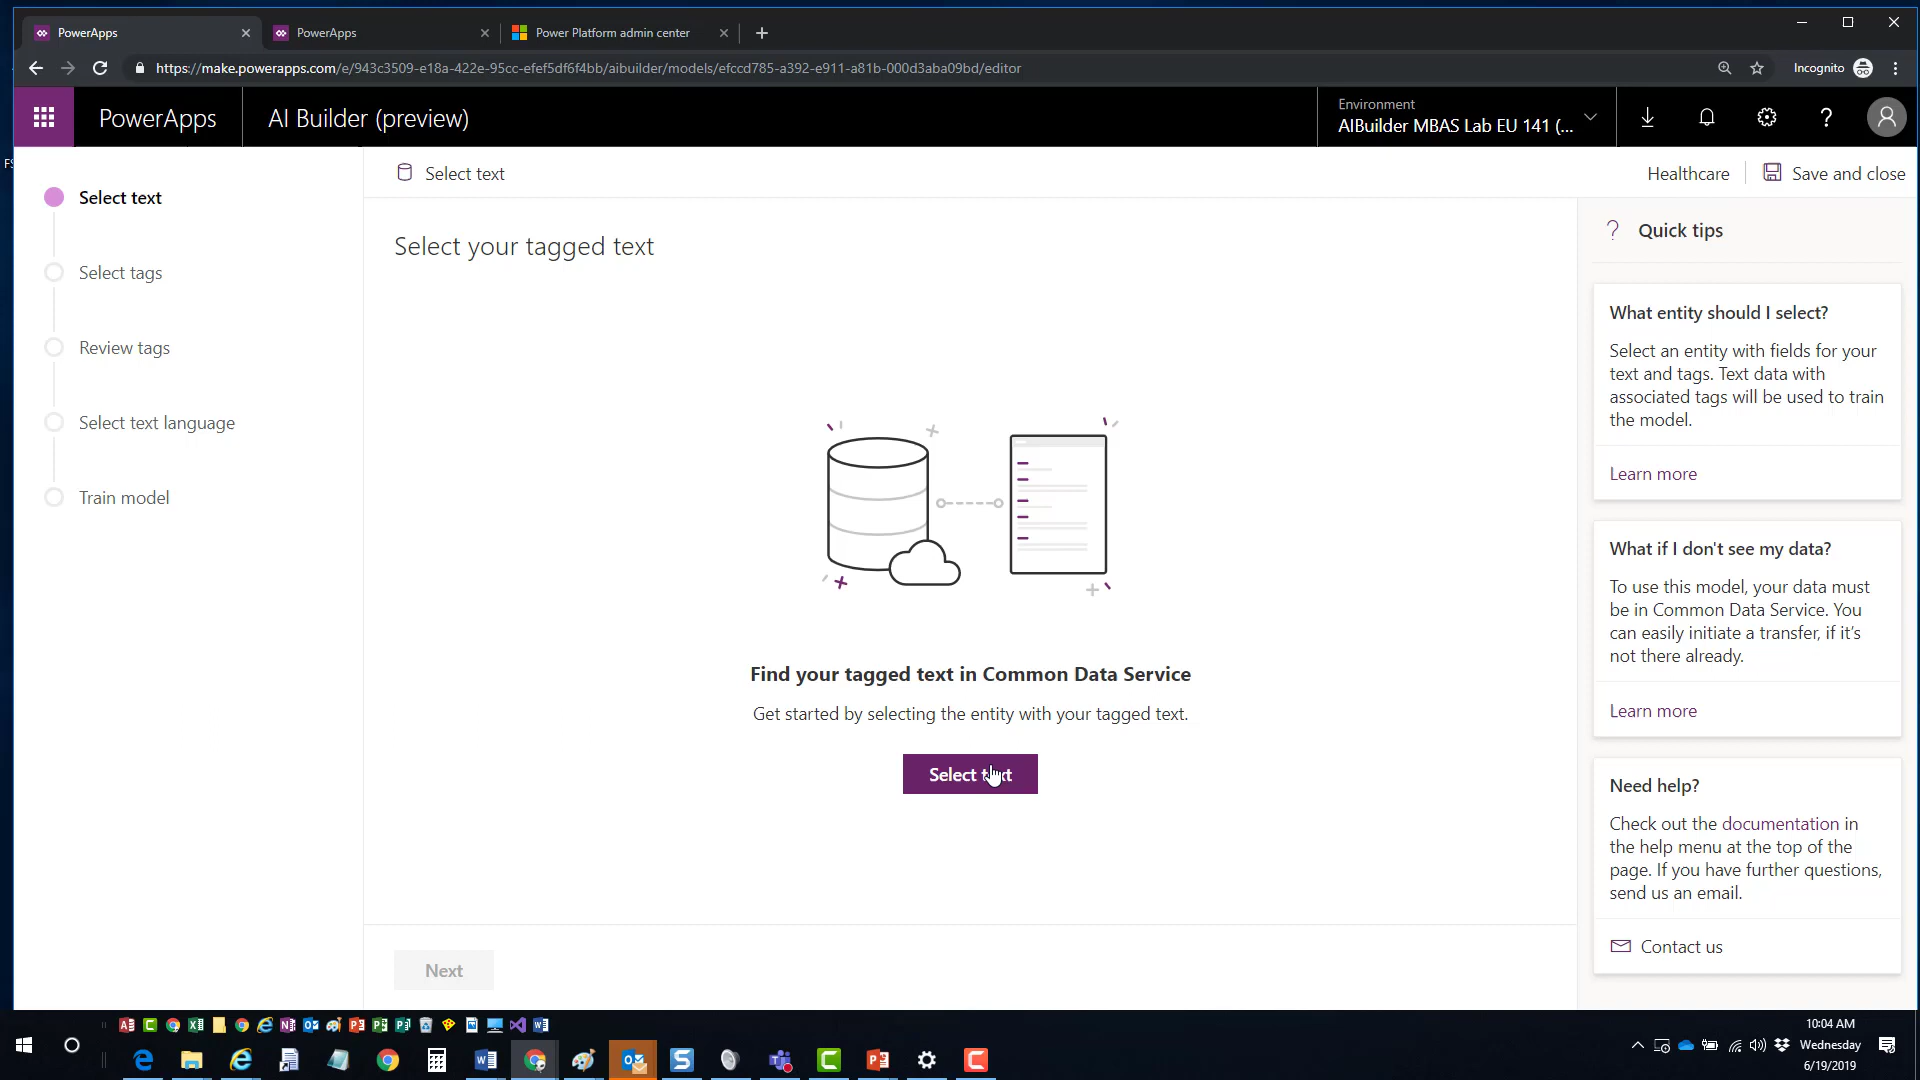 PowerApps
PowerApps
Power Platform admin center
https://make.powerapps.com/e/943c3509-e18a-422e-95cc-efef5df6f4bb/aibuilder/models/efccd785-a392-e911-a81b-000d3aba09bd/editor
Incognito
PowerApps
AI Builder (preview)
Environment
AIBuilder MBAS Lab EU 141 (...
Select text
Select tags
Review tags
Select text language
Train model
Select text
Healthcare
Save and close
Select your tagged text
Find your tagged text in Common Data Service
Get started by selecting the entity with your tagged text.
Select text
Next
Quick tips
What entity should I select?
Select an entity with fields for your
text and tags. Text data with
associated tags will be used to train
the model.
Learn more
What if I don't see my data?
To use this model, your data must
be in Common Data Service. You
can easily initiate a transfer, if it's
not there already.
Learn more
Need help?
Check out the documentation in
the help menu at the top of the
page. If you have further questions,
send us an email.
Contact us
10:04 AM
Wednesday
6/19/2019